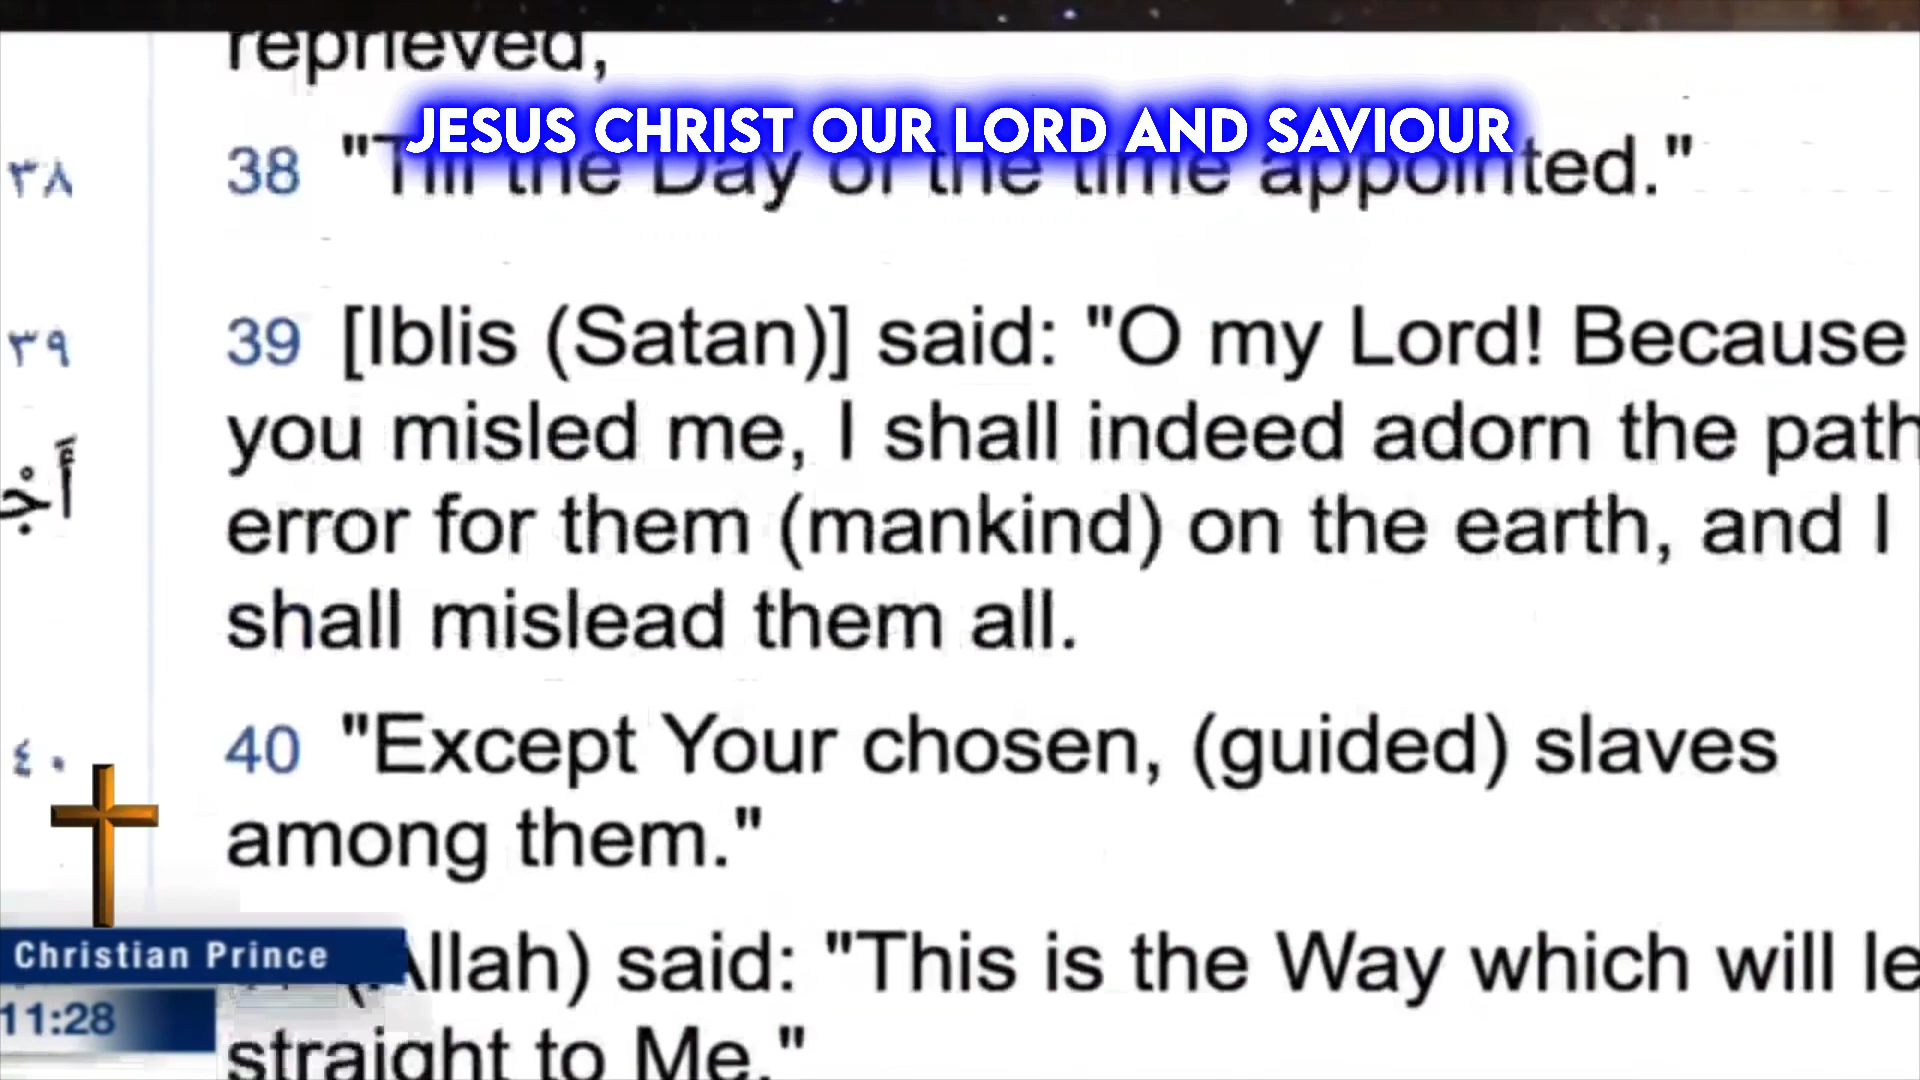 reprieved,
JESUS CHRIST OUR LORD AND SAVIOUR
٣٨ 38 "Till the Day of the time appointed."
٣٩ 39 [Iblis (Satan)] said: "O my Lord! Because
you misled me, I shall indeed adorn the path
error for them (mankind) on the earth, and I
shall mislead them all.
٤٠ 40 "Except Your chosen, (guided) slaves
among them."
Christian Prince
(Allah) said: "This is the Way which will le
11:28
straight to Me."